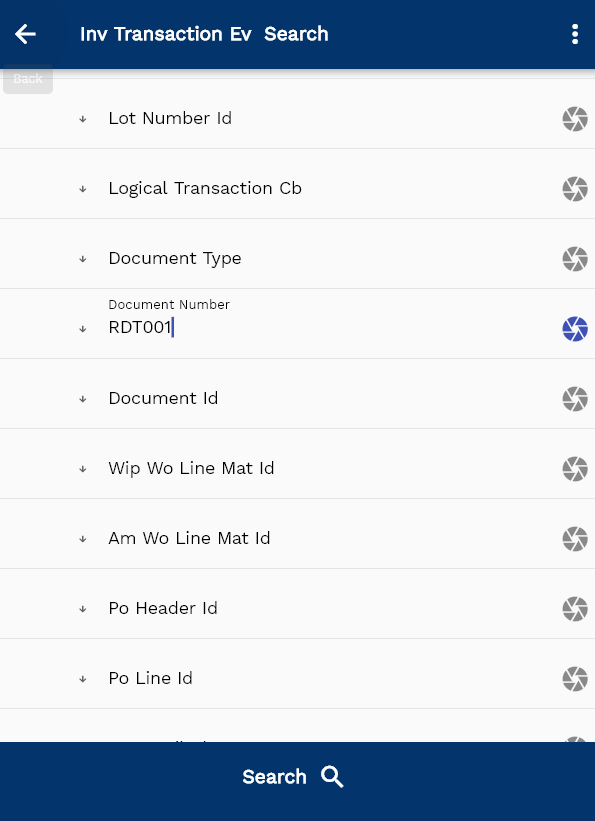 Inv Transaction Ev  Search
Back
Lot Number Id
Logical Transaction Cb
Document Type
Document Number
RDT001
Document Id
Wip Wo Line Mat Id
Am Wo Line Mat Id
Po Header Id
Po Line Id
Search